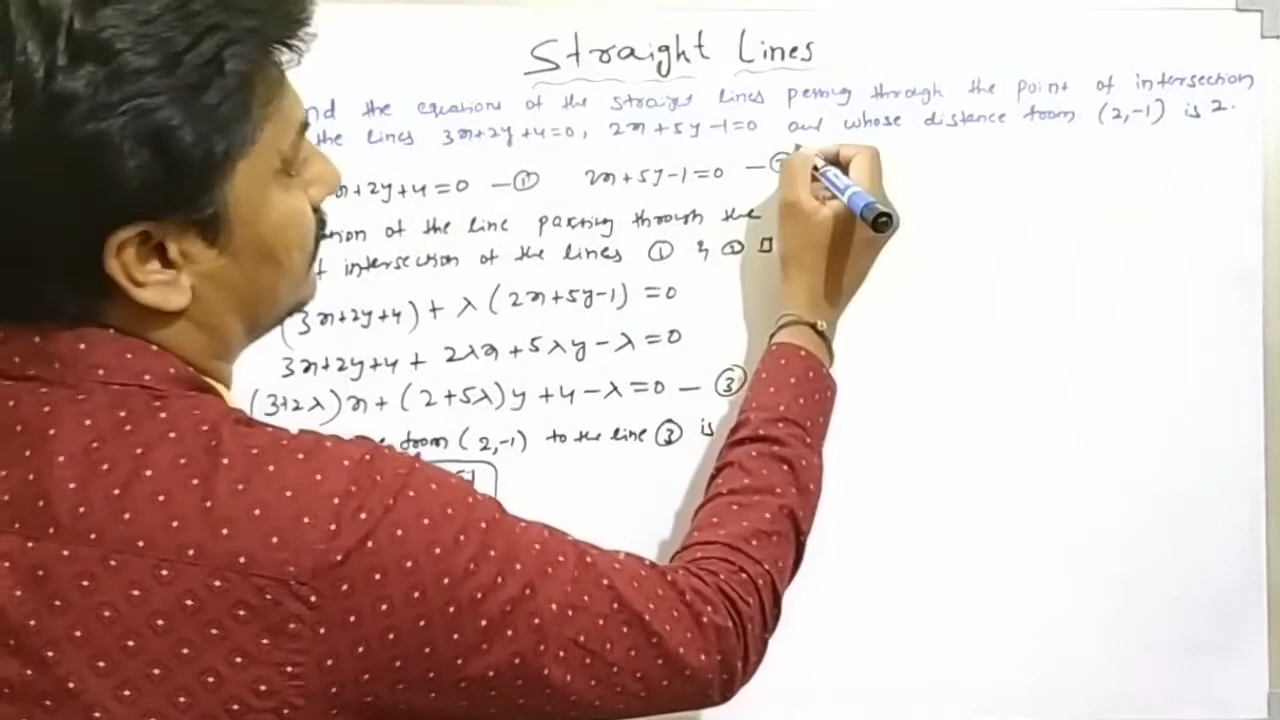 Straight Lines
nd the equations of the straight lines passing through the point of intersection
the lines 3x+2y+4=0, 2x+5y-1=0 and whose distance from (2,-1) is 2.
x+2y+4=0 - ① 2x+5y-1=0 - ②
of the line passing through the
intersection of the lines ① & ② is
(3x+2y+4) + λ(2x+5y-1) =0
3x+2y+4 + 2λx+5λy-λ=0
(3+2λ)x+(2+5λ)y+4-λ=0 - ③
from (2,-1) to the line ③ is